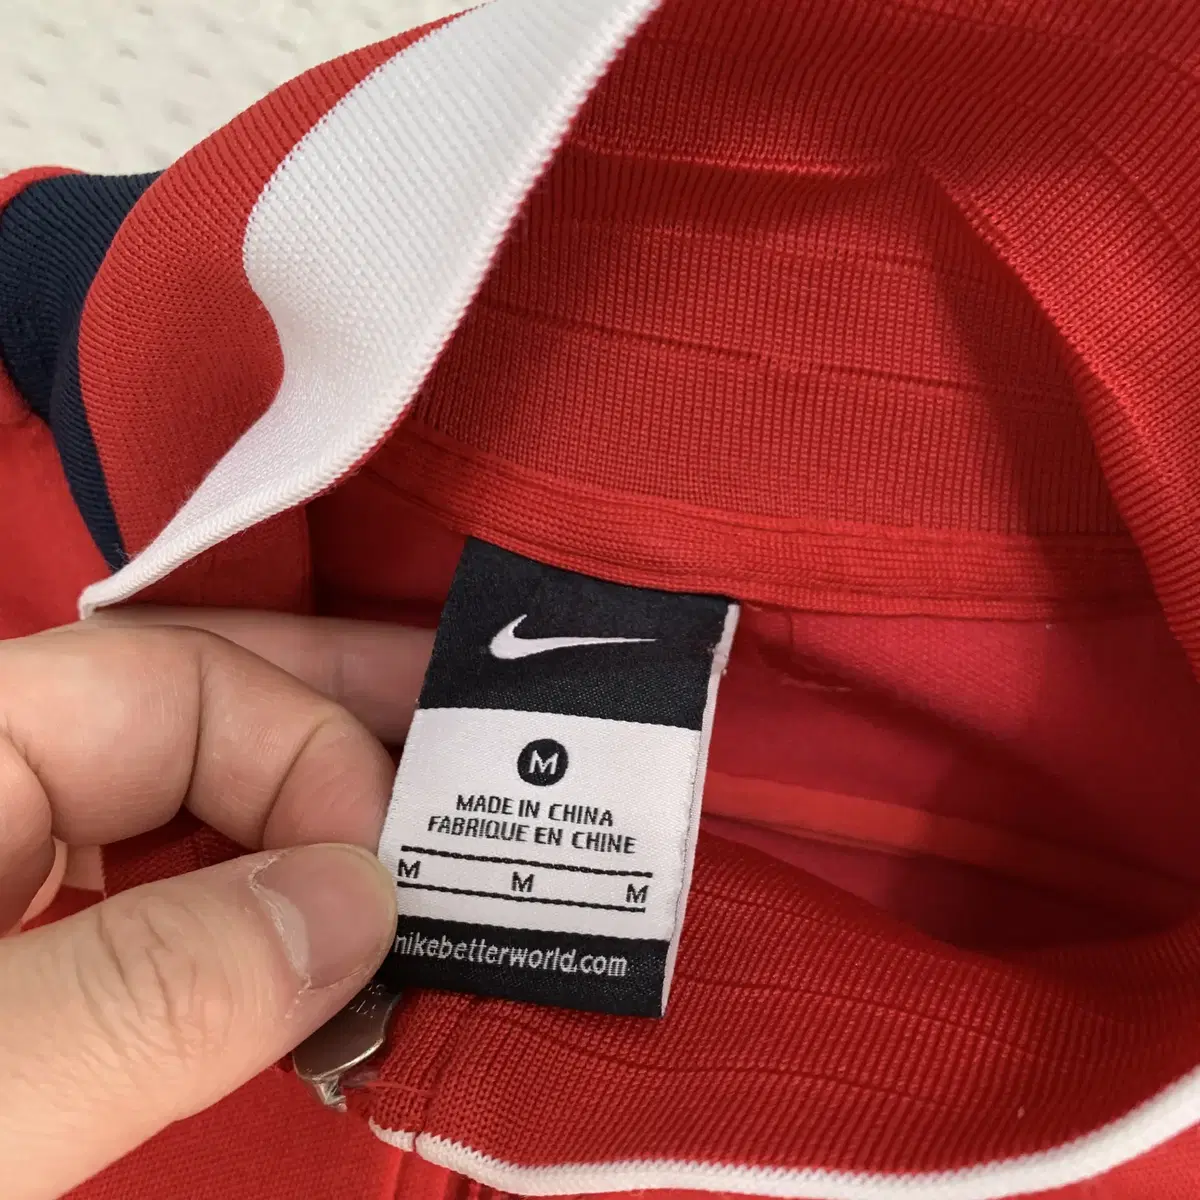 M
MADE IN CHINA
FABRIQUE EN CHINE
M M M
nikebetterworld.com